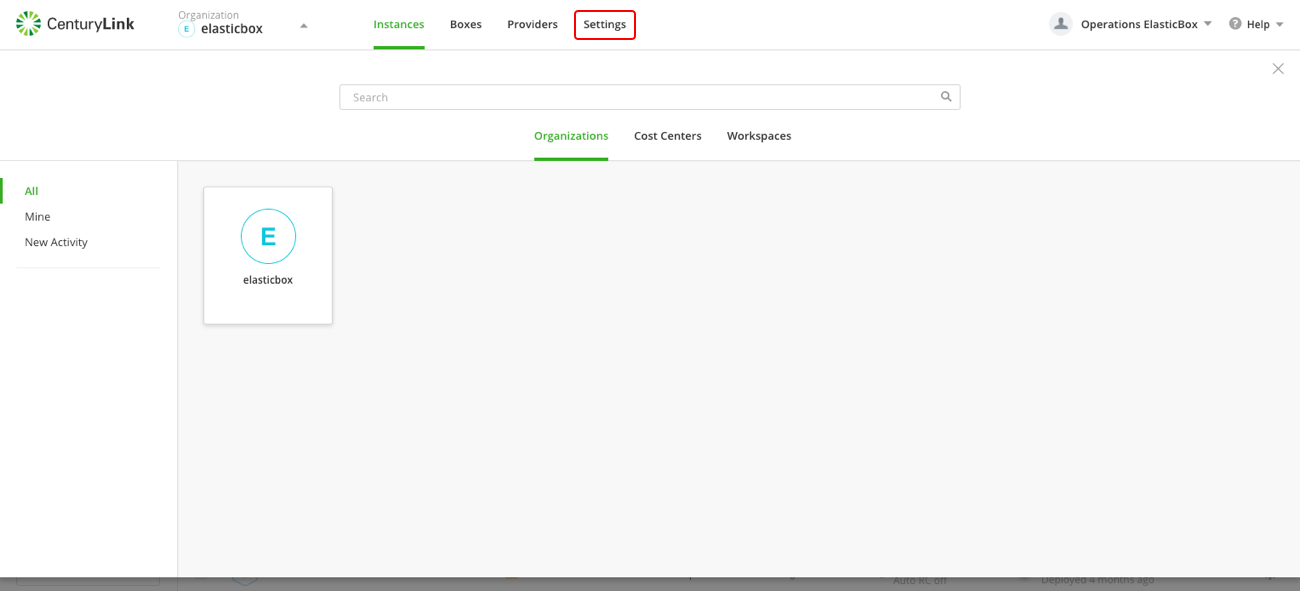 CenturyLink
Organization
E elasticbox
Instances Boxes Providers Settings
Operations ElasticBox
? Help
Search
Organizations Cost Centers Workspaces
All
Mine
New Activity
E
elasticbox
Auto RC off
Deployed 4 months ago